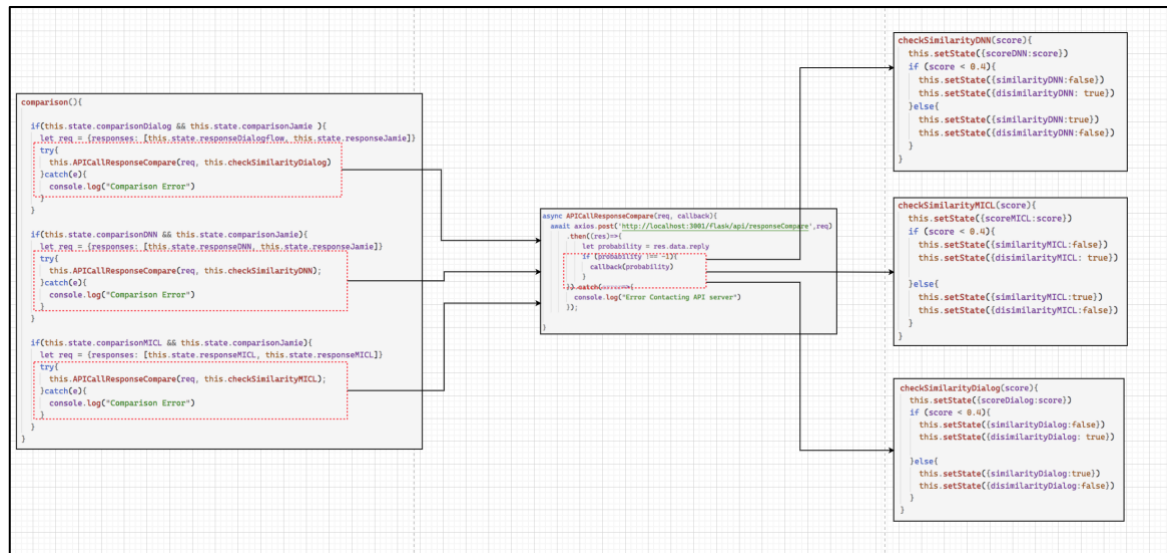 comparison(){
if(this.state.comparisonDialog && this.state.comparisonJamie ){
let req = {responses: [this.state.responseDialogflow, this.state.responseJamie]}
try{
this.APICallResponseCompare(req, this.checkSimilarityDialog)
}catch(e){
console.log("Comparison Error")
}
}
if(this.state.comparisonDNN && this.state.comparisonJamie){
let req = {responses: [this.state.responseDNN, this.state.responseJamie]}
try{
this.APICallResponseCompare(req, this.checkSimilarityDNN);
}catch(e){
console.log("Comparison Error")
}
}
if(this.state.comparisonMICL && this.state.comparisonJamie){
let req = {responses: [this.state.responseMICL, this.state.responseMICL]}
try{
this.APICallResponseCompare(req, this.checkSimilarityMICL);
}catch(e){
console.log("Comparison Error")
}
}
}
async APICallResponseCompare(req, callback){
await axios.post('http://localhost:3001/flask/api/responseCompare',req)
.then((res)=>{
let probability = res.data.reply
if (probability !== -1){
callback(probability)
}
}).catch(
console.log("Error Contacting API server")
});
}
checkSimilarityDNN(score){
this.setState({scoreDNN:score})
if (score < 0.4){
this.setState({similarityDNN:false})
this.setState({disimilarityDNN: true})
}else{
this.setState({similarityDNN:true})
this.setState({disimilarityDNN:false})
}
}
checkSimilarityMICL(score){
this.setState({scoreMICL:score})
if (score < 0.4){
this.setState({similarityMICL:false})
this.setState({disimilarityMICL: true})
}else{
this.setState({similarityMICL:true})
this.setState({disimilarityMICL:false})
}
}
checkSimilarityDialog(score){
this.setState({scoreDialog:score})
if (score < 0.4){
this.setState({similarityDialog:false})
this.setState({disimilarityDialog: true})
}else{
this.setState({similarityDialog:true})
this.setState({disimilarityDialog:false})
}
}